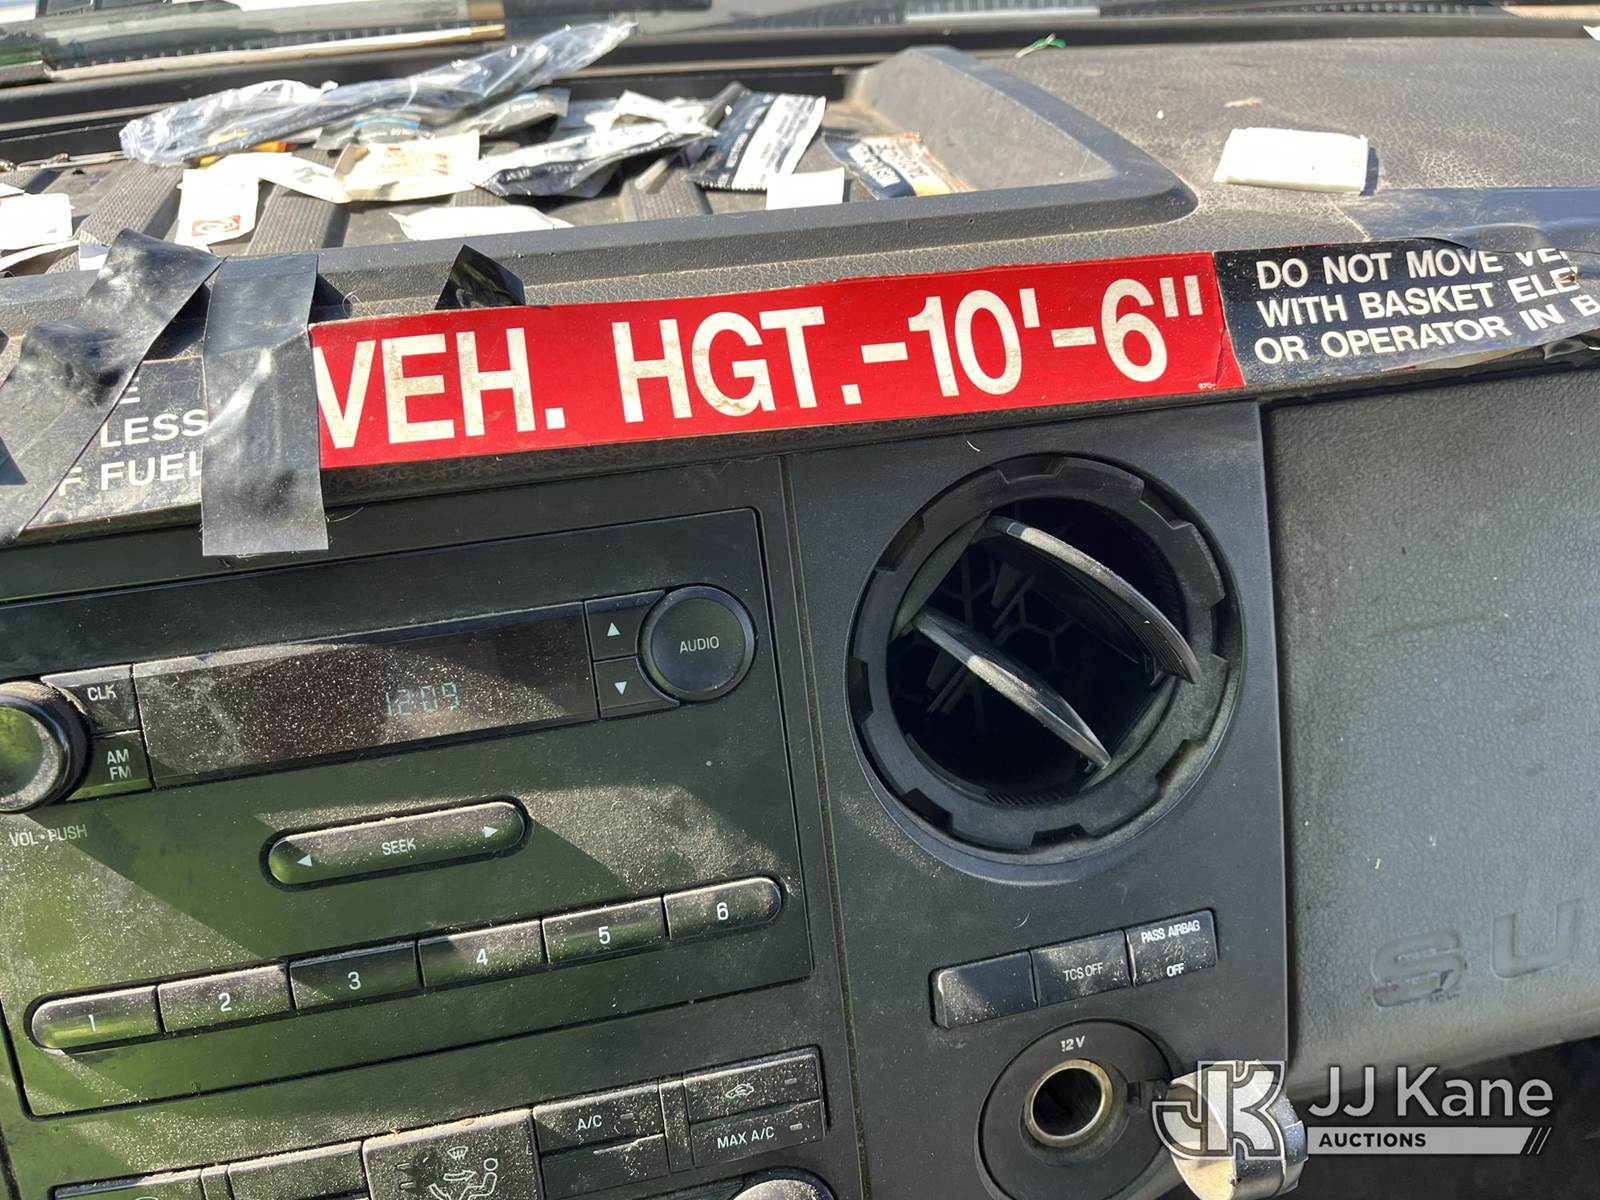 DO NOT MOVE
WITH BASKET
OR OPERATOR IN
VEH. HGT.-10'-6"
LESS
FUEL
AUDIO
CLK
12:09
AM
FM
VOL•PUSH
SEEK
1 2 3 4 5 6
PASS AIRBAG
OFF
TCS OFF
12V
SU
A/C
MAX A/C
JK JJ Kane
AUCTIONS